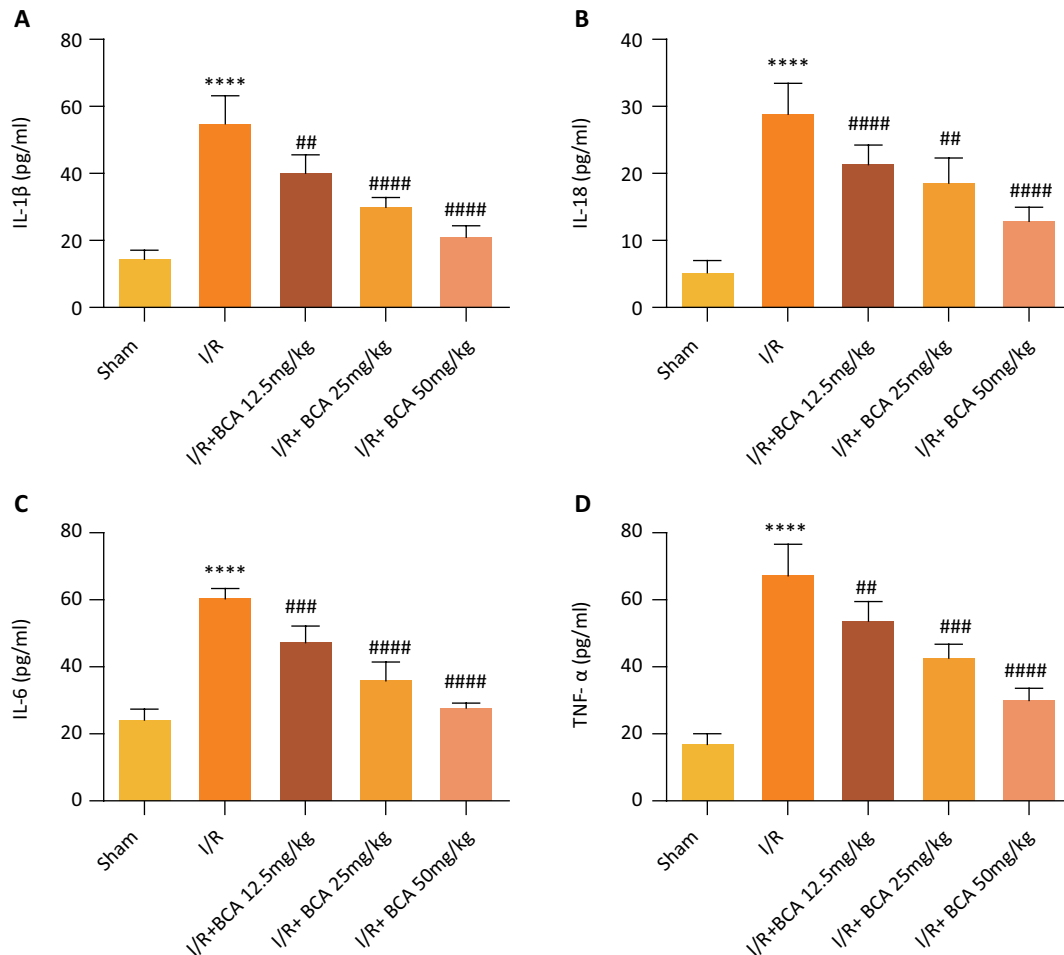 A
IL-1β (pg/ml)
80
60
40
20
0
****
##
####
####
Sham
I/R
I/R+BCA 12.5mg/kg
I/R+ BCA 25mg/kg
I/R+ BCA 50mg/kg
B
IL-18 (pg/ml)
40
30
20
10
0
****
####
##
####
Sham
I/R
I/R+BCA 12.5mg/kg
I/R+ BCA 25mg/kg
I/R+ BCA 50mg/kg
C
IL-6 (pg/ml)
80
60
40
20
0
****
###
####
####
Sham
I/R
I/R+BCA 12.5mg/kg
I/R+ BCA 25mg/kg
I/R+ BCA 50mg/kg
D
TNF- α (pg/ml)
80
60
40
20
0
****
##
###
####
Sham
I/R
I/R+BCA 12.5mg/kg
I/R+ BCA 25mg/kg
I/R+ BCA 50mg/kg